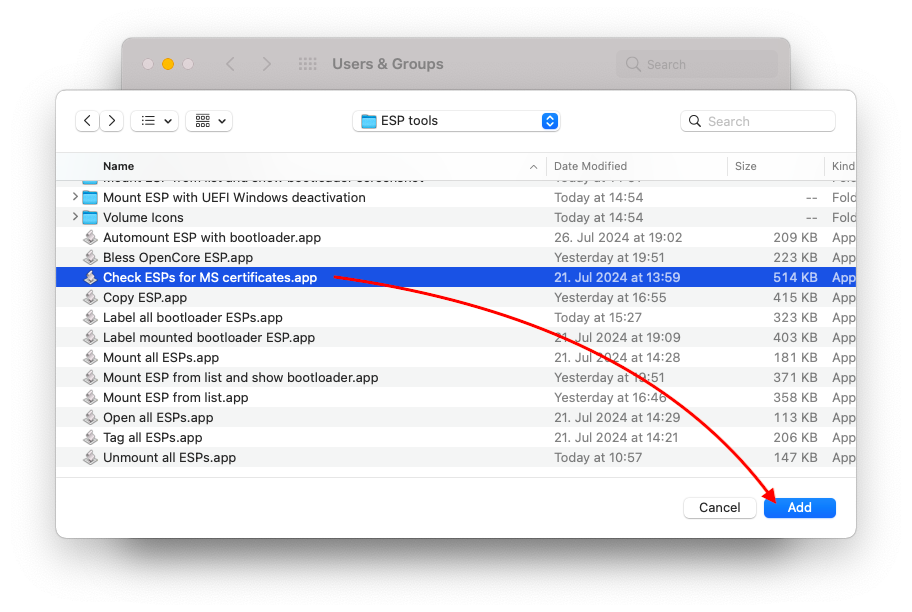 Users & Groups Search
ESP tools Search
Name Date Modified Size Kind
Mount ESP with UEFI Windows deactivation Today at 14:54 -- Fold
Volume Icons Today at 14:54 -- Fold
Automount ESP with bootloader.app 26. Jul 2024 at 19:02 209 KB App
Bless OpenCore ESP.app Yesterday at 19:51 223 KB App
Check ESPs for MS certificates.app 21. Jul 2024 at 13:59 514 KB App
Copy ESP.app Yesterday at 16:55 415 KB App
Label all bootloader ESPs.app Today at 15:27 323 KB App
Label mounted bootloader ESP.app 21. Jul 2024 at 19:09 403 KB App
Mount all ESPs.app 21. Jul 2024 at 14:28 181 KB App
Mount ESP from list and show bootloader.app Yesterday at 19:51 371 KB App
Mount ESP from list.app Yesterday at 16:46 358 KB App
Open all ESPs.app 21. Jul 2024 at 14:29 113 KB App
Tag all ESPs.app 21. Jul 2024 at 14:21 206 KB App
Unmount all ESPs.app Today at 10:57 147 KB App
Cancel Add